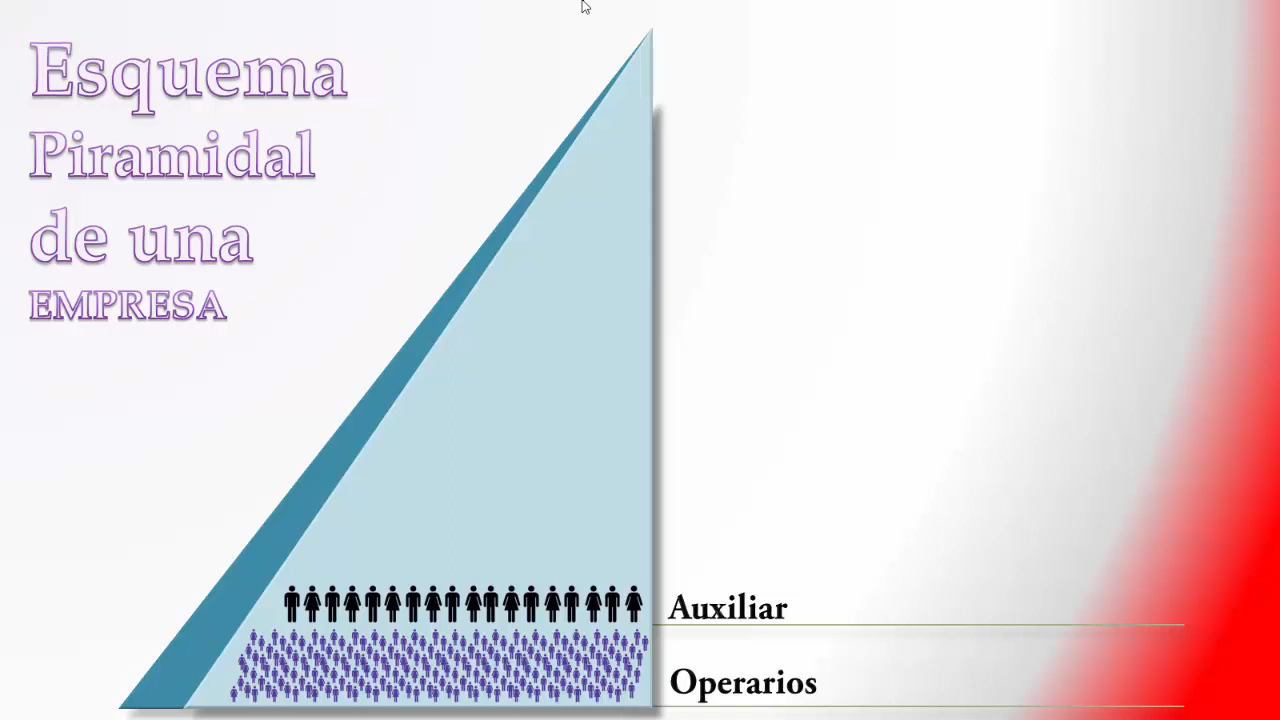 Esquema
Piramidal
de una
EMPRESA
Auxiliar
Operarios